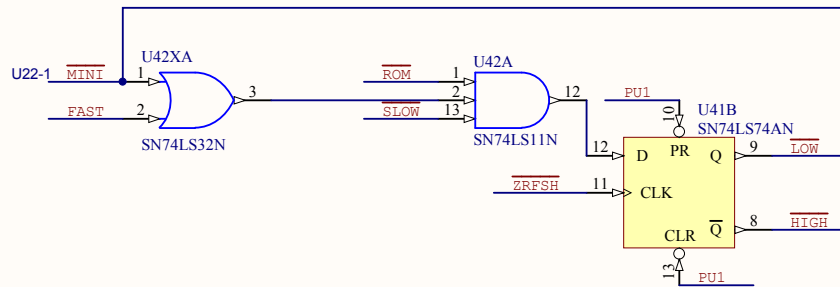 U42XA
U22-1
MINI
1
3
FAST
2
SN74LS32N
U42A
ROM
1
12
2
SLOW
13
SN74LS11N
PU1
10
U41B
SN74LS74AN
12
D
PR
Q
9
LOW
ZRFSH
11
CLK
Q
8
HIGH
CLR
13
PU1